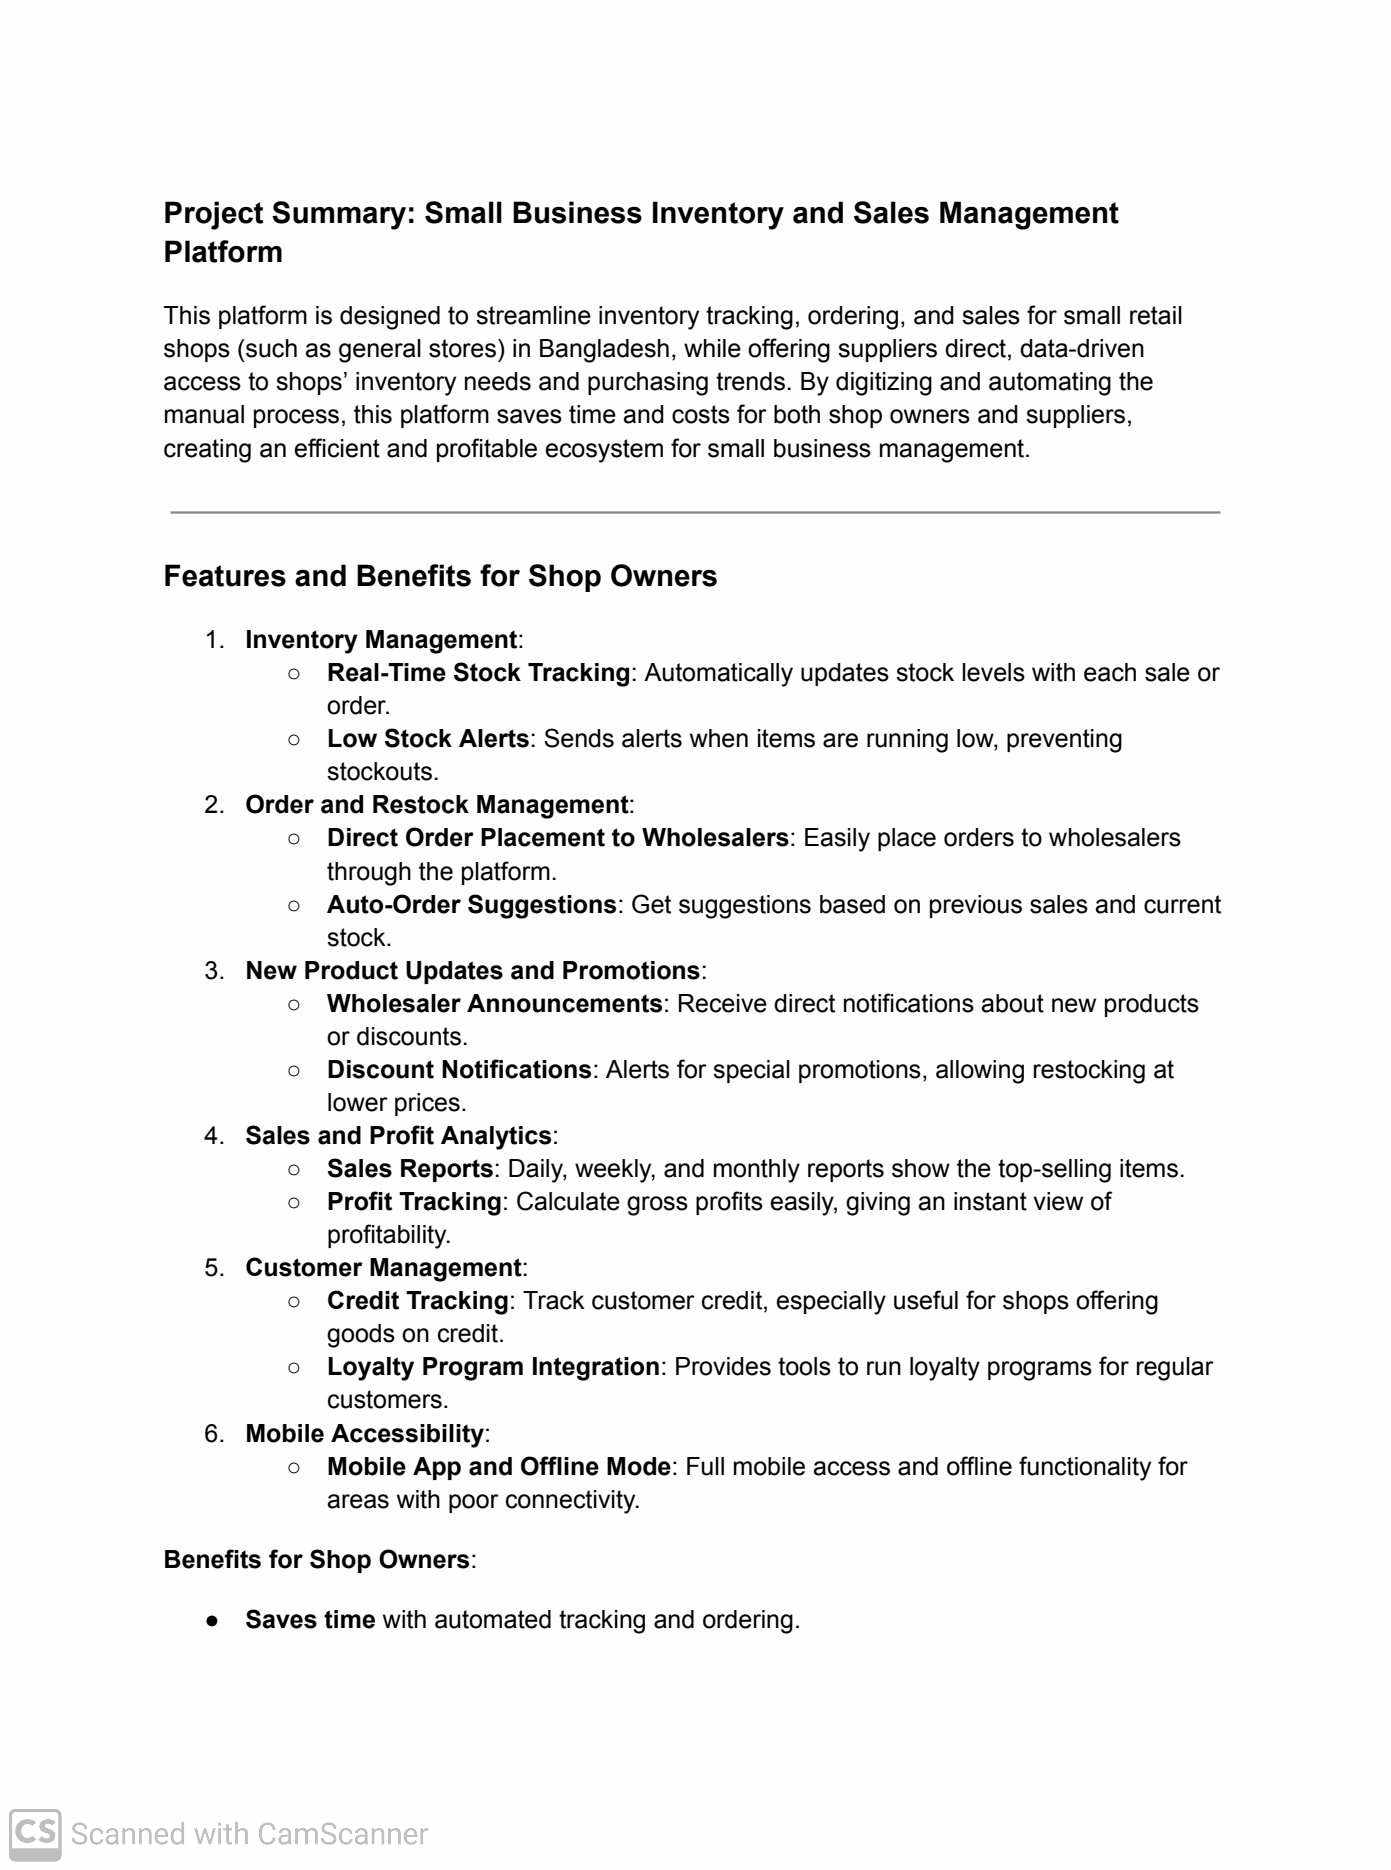 Project Summary: Small Business Inventory and Sales Management
Platform
This platform is designed to streamline inventory tracking, ordering, and sales for small retail
shops (such as general stores) in Bangladesh, while offering suppliers direct, data-driven
access to shops’ inventory needs and purchasing trends. By digitizing and automating the
manual process, this platform saves time and costs for both shop owners and suppliers,
creating an efficient and profitable ecosystem for small business management.
Features and Benefits for Shop Owners
1. Inventory Management:
○ Real-Time Stock Tracking: Automatically updates stock levels with each sale or
order.
○ Low Stock Alerts: Sends alerts when items are running low, preventing
stockouts.
2. Order and Restock Management:
○ Direct Order Placement to Wholesalers: Easily place orders to wholesalers
through the platform.
○ Auto-Order Suggestions: Get suggestions based on previous sales and current
stock.
3. New Product Updates and Promotions:
○ Wholesaler Announcements: Receive direct notifications about new products
or discounts.
○ Discount Notifications: Alerts for special promotions, allowing restocking at
lower prices.
4. Sales and Profit Analytics:
○ Sales Reports: Daily, weekly, and monthly reports show the top-selling items.
○ Profit Tracking: Calculate gross profits easily, giving an instant view of
profitability.
5. Customer Management:
○ Credit Tracking: Track customer credit, especially useful for shops offering
goods on credit.
○ Loyalty Program Integration: Provides tools to run loyalty programs for regular
customers.
6. Mobile Accessibility:
○ Mobile App and Offline Mode: Full mobile access and offline functionality for
areas with poor connectivity.
Benefits for Shop Owners:
● Saves time with automated tracking and ordering.
CS Scanned with CamScanner